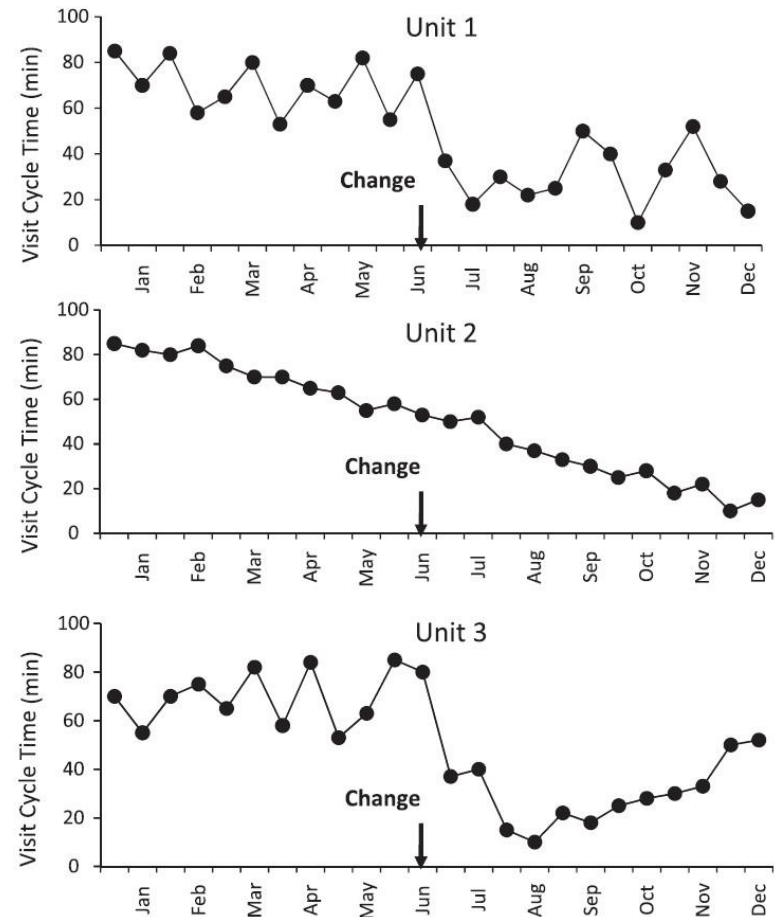 Unit 1
Visit Cycle Time (min)
100
80
60
40
20
0
Change
Jan
Feb
Mar
Apr
May
Jun
Jul
Aug
Sep
Oct
Nov
Dec
Unit 2
Visit Cycle Time (min)
100
80
60
40
20
0
Change
Jan
Feb
Mar
Apr
May
Jun
Jul
Aug
Sep
Oct
Nov
Dec
Unit 3
Visit Cycle Time (min)
100
80
60
40
20
0
Change
Jan
Feb
Mar
Apr
May
Jun
Jul
Aug
Sep
Oct
Nov
Dec